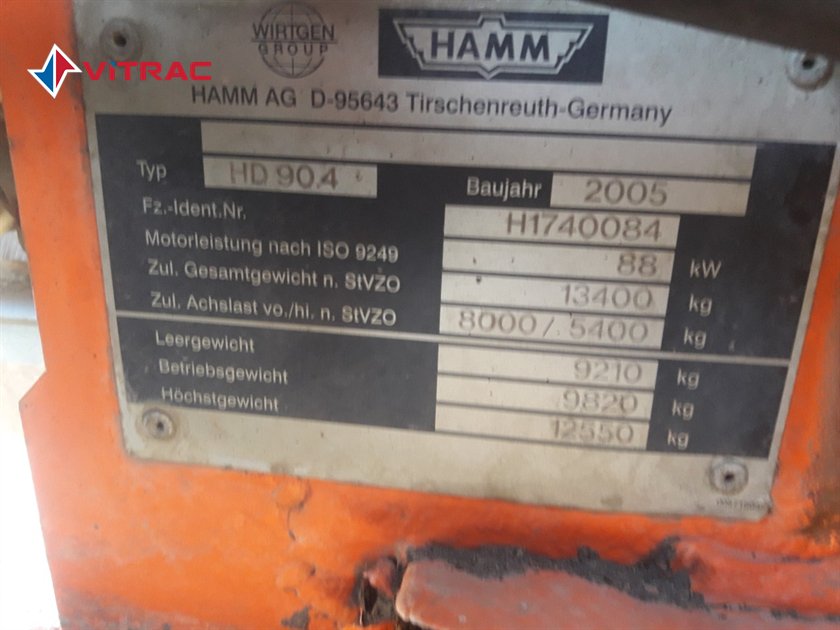 WIRTGEN
GROUP
HAMM
ViTRAC
HAMM AG D-95643 Tirschenreuth-Germany
Typ HD 90.4 Baujahr 2005
Fz.-Ident.Nr. H1740084
Motorleistung nach ISO 9249 88 kW
Zul. Gesamtgewicht n. StVZO 13400 kg
Zul. Achslast vo./hi. n. StVZO 8000/ 5400 kg
Leergewicht 9210 kg
Betriebsgewicht 9820 kg
Höchstgewicht 12550 kg